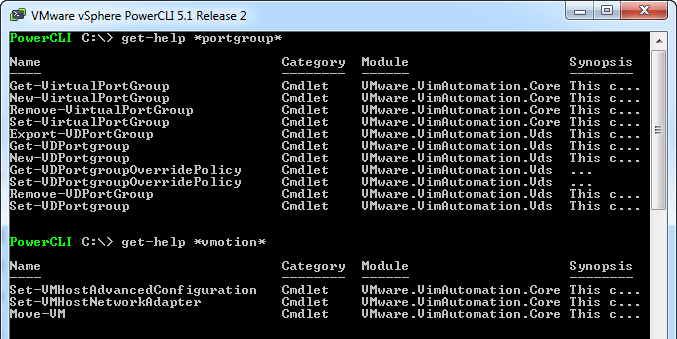 VMware vSphere PowerCLI 5.1 Release 2
PowerCLI C:\> get-help *portgroup*
Name Category Module Synopsis
---- -------- ------ --------
Get-VirtualPortGroup Cmdlet VMware.VimAutomation.Core This c...
New-VirtualPortGroup Cmdlet VMware.VimAutomation.Core This c...
Remove-VirtualPortGroup Cmdlet VMware.VimAutomation.Core This c...
Set-VirtualPortGroup Cmdlet VMware.VimAutomation.Core This c...
Export-VDPortGroup Cmdlet VMware.VimAutomation.Vds This c...
Get-VDPortgroup Cmdlet VMware.VimAutomation.Vds This c...
New-VDPortgroup Cmdlet VMware.VimAutomation.Vds This c...
Get-VDPortgroupOverridePolicy Cmdlet VMware.VimAutomation.Vds ...
Set-VDPortgroupOverridePolicy Cmdlet VMware.VimAutomation.Vds ...
Remove-VDPortGroup Cmdlet VMware.VimAutomation.Vds This c...
Set-VDPortgroup Cmdlet VMware.VimAutomation.Vds This c...
PowerCLI C:\> get-help *vmotion*
Name Category Module Synopsis
---- -------- ------ --------
Set-VMHostAdvancedConfiguration Cmdlet VMware.VimAutomation.Core This c...
Set-VMHostNetworkAdapter Cmdlet VMware.VimAutomation.Core This c...
Move-VM Cmdlet VMware.VimAutomation.Core This c...